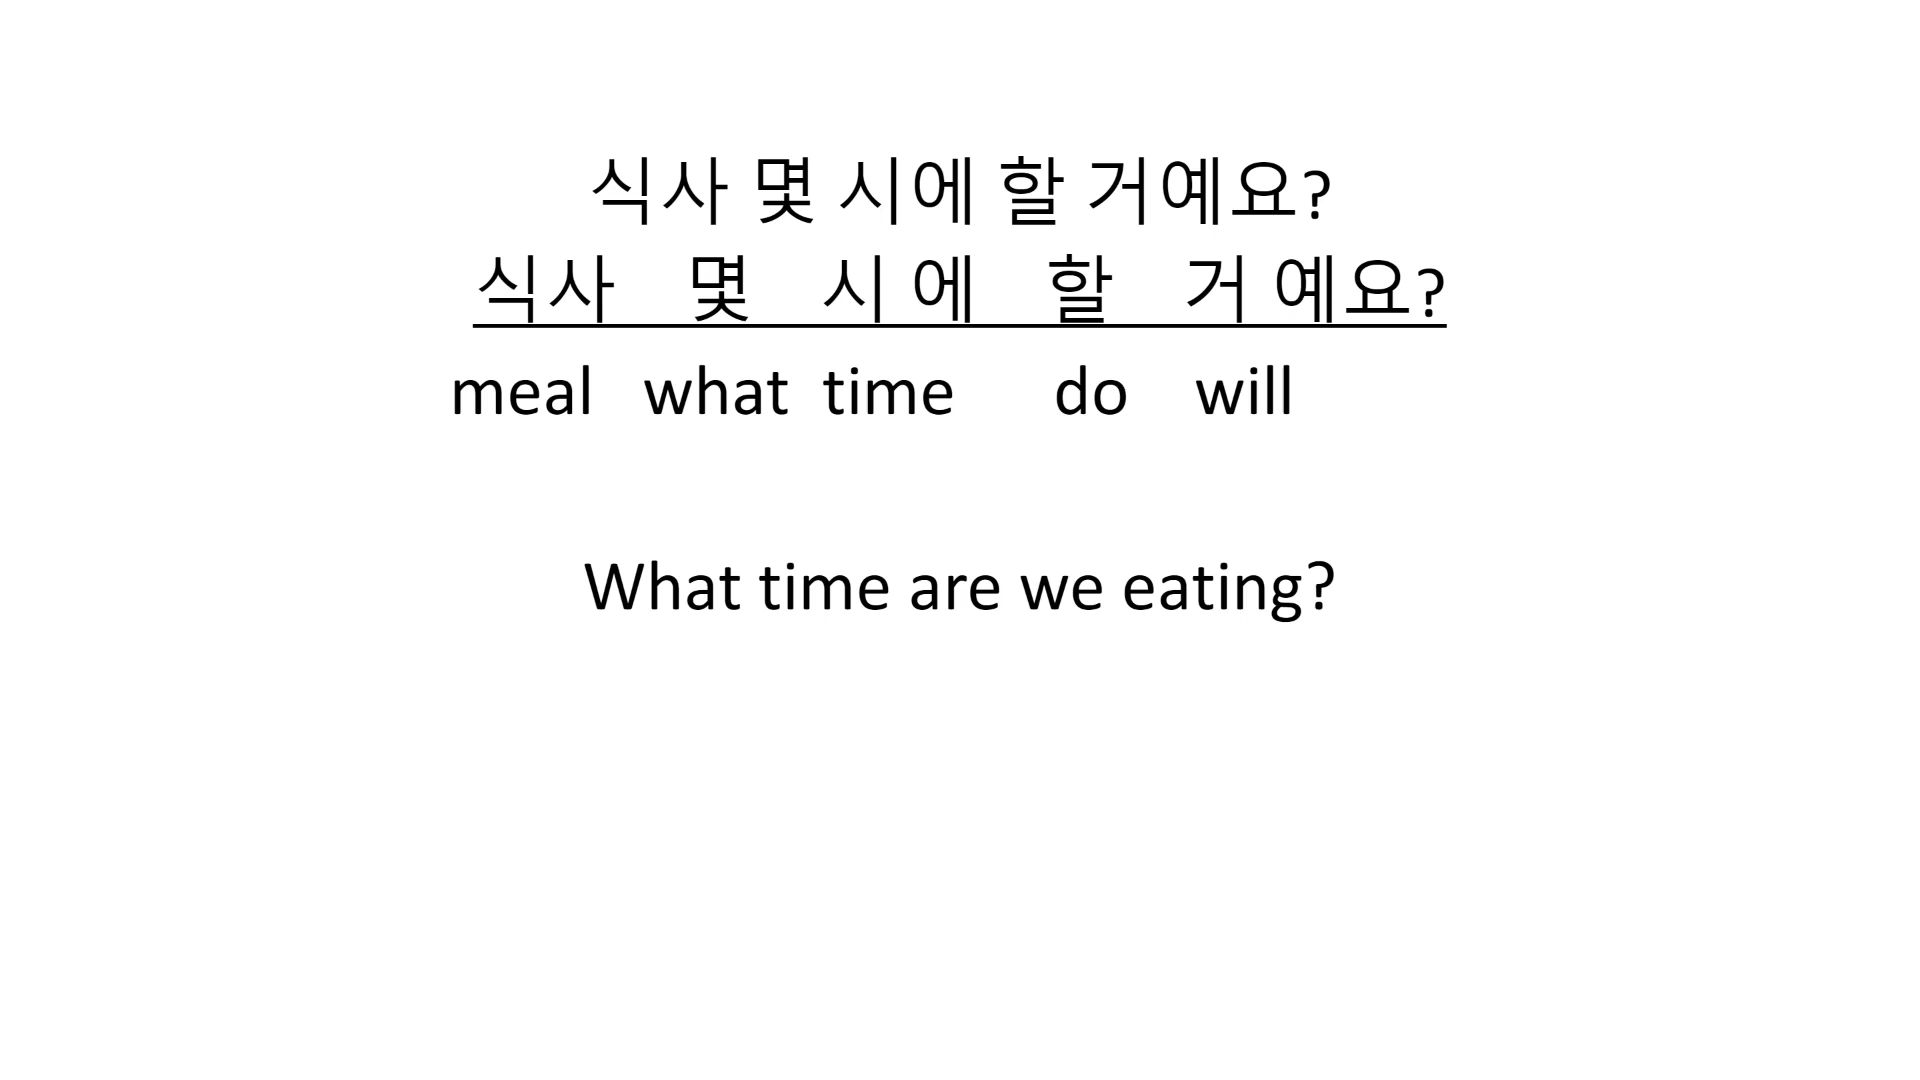 식사 몇 시에 할 거예요?
식사 몇 시 에 할 거 예요?
meal what time do will
What time are we eating?